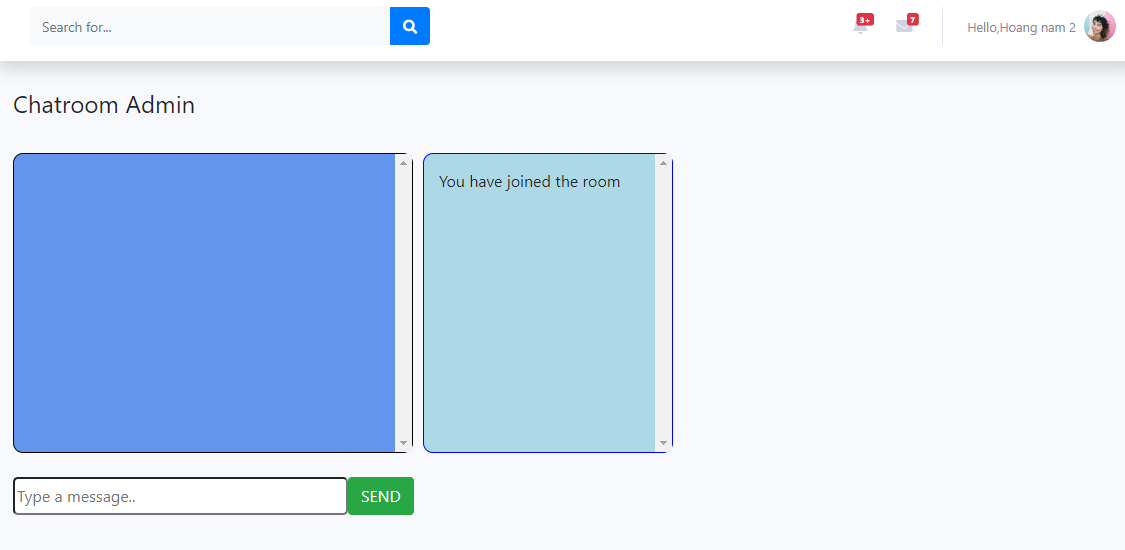 Search for...
3+
7
Hello,Hoang nam 2
Chatroom Admin
You have joined the room
Type a message..
SEND